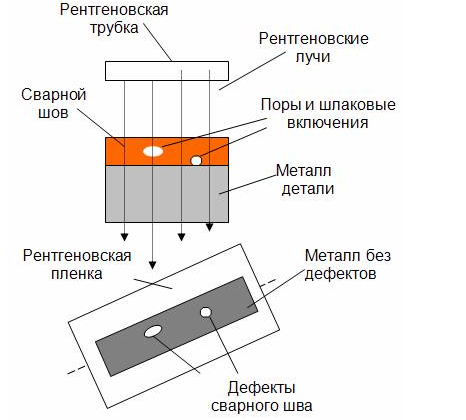 Рентгеновская
трубка
Рентгеновские
лучи
Сварной
шов
Поры и шлаковые
включения
Металл
детали
Рентгеновская
пленка
Металл без
дефектов
Дефекты
сварного шва